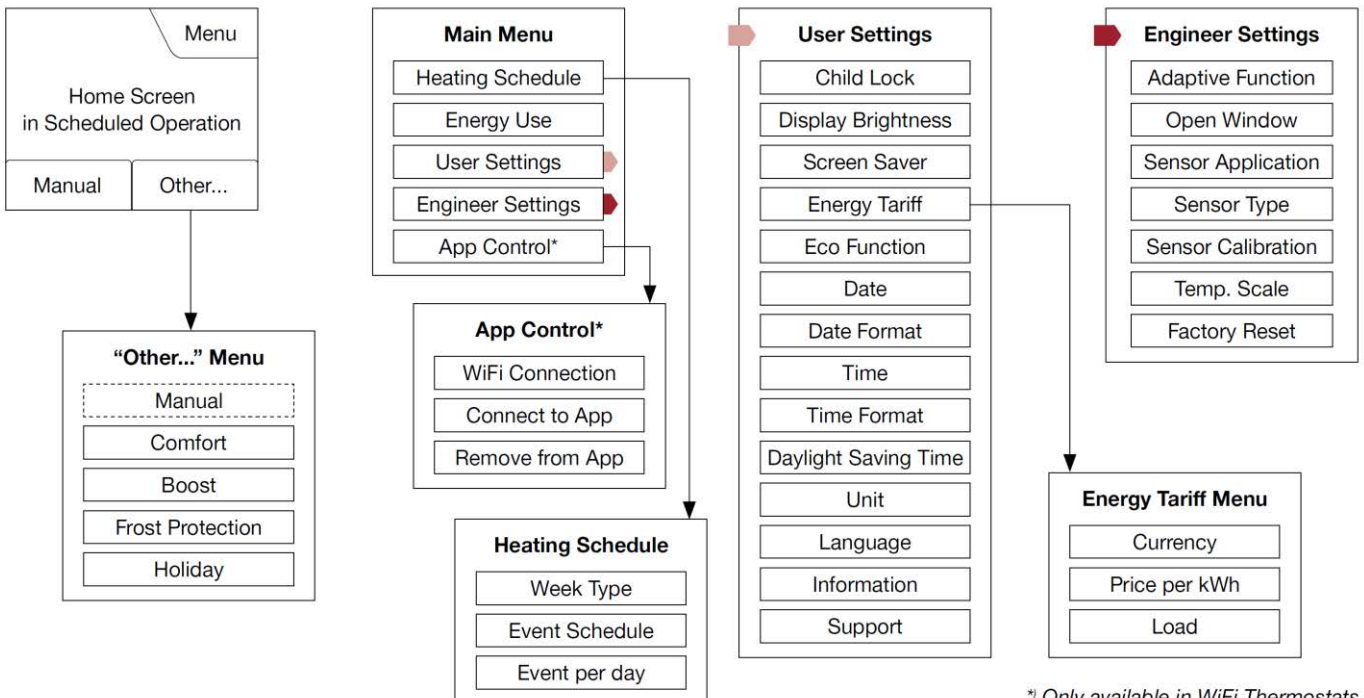 Menu
Home Screen
in Scheduled Operation
Manual
Other...
"Other..." Menu
Manual
Comfort
Boost
Frost Protection
Holiday
Main Menu
Heating Schedule
Energy Use
User Settings
Engineer Settings
App Control*
App Control*
WiFi Connection
Connect to App
Remove from App
Heating Schedule
Week Type
Event Schedule
Event per day
User Settings
Child Lock
Display Brightness
Screen Saver
Energy Tariff
Eco Function
Date
Date Format
Time
Time Format
Daylight Saving Time
Unit
Language
Information
Support
Engineer Settings
Adaptive Function
Open Window
Sensor Application
Sensor Type
Sensor Calibration
Temp. Scale
Factory Reset
Energy Tariff Menu
Currency
Price per kWh
Load
*) Only available in WiFi Thermostats